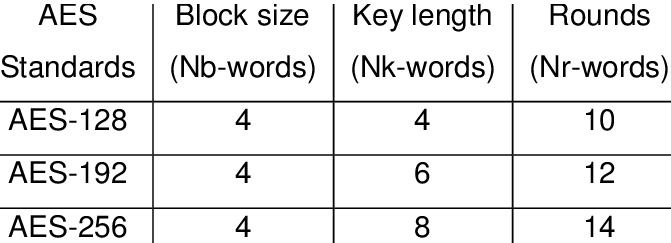 AES Block size Key length Rounds
Standards (Nb-words) (Nk-words) (Nr-words)
AES-128 4 4 10
AES-192 4 6 12
AES-256 4 8 14